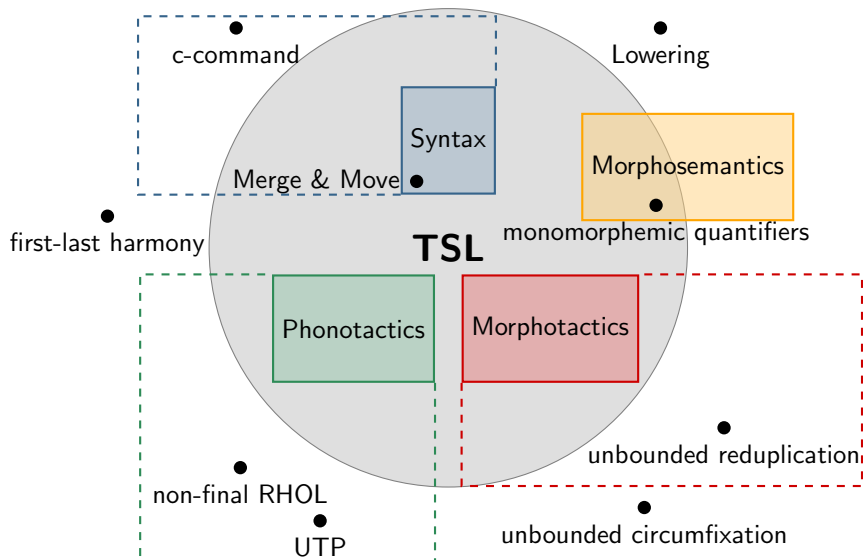 c-command
Lowering
Syntax
Morphosemantics
Merge & Move
monomorphemic quantifiers
first-last harmony
TSL
Phonotactics
Morphotactics
unbounded reduplication
non-final RHOL
unbounded circumfixation
UTP